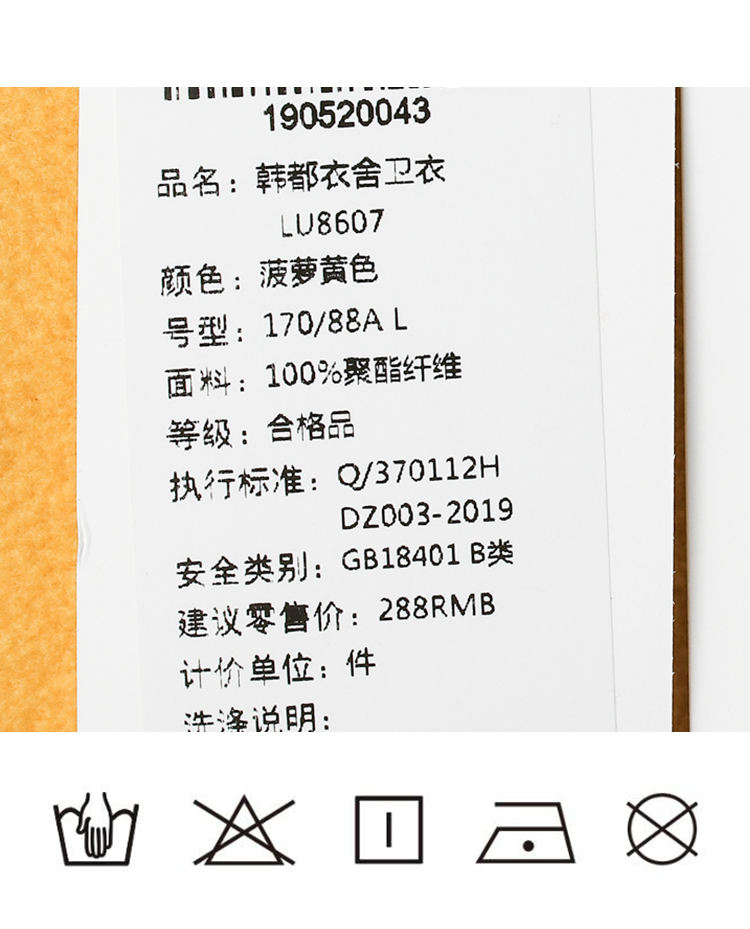 190520043
品名：韩都衣舍卫衣
LU8607
颜色：菠萝黄色
号型：170/88A L
面料：100%聚酯纤维
等级：合格品
执行标准：Q/370112H
DZ003-2019
安全类别：GB18401 B类
建议零售价：288RMB
计价单位：件
洗涤说明：